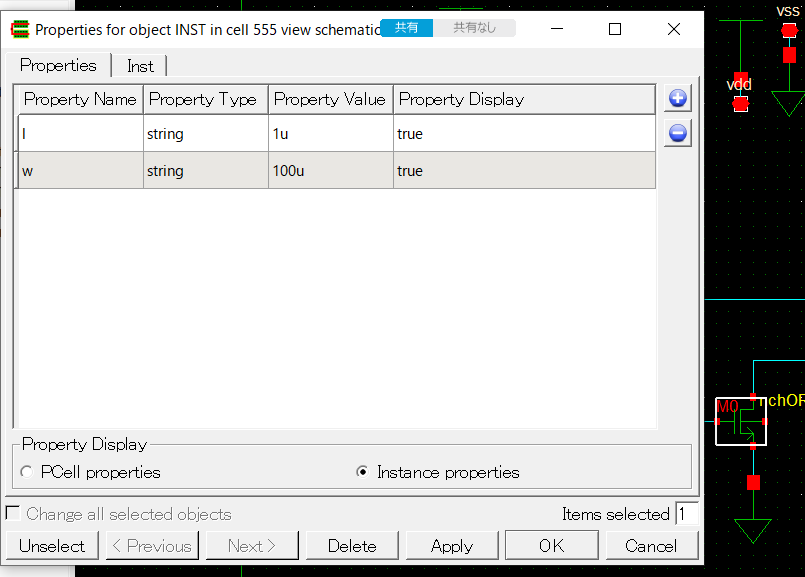 Properties for object INST in cell 555 view schematic
共有 共有なし
Properties Inst
Property Name Property Type Property Value Property Display
l string 1u true
w string 100u true
Property Display
PCell properties Instance properties
Change all selected objects Items selected 1
Unselect < Previous Next > Delete Apply OK Cancel
vss
vdd
M0 nchOR